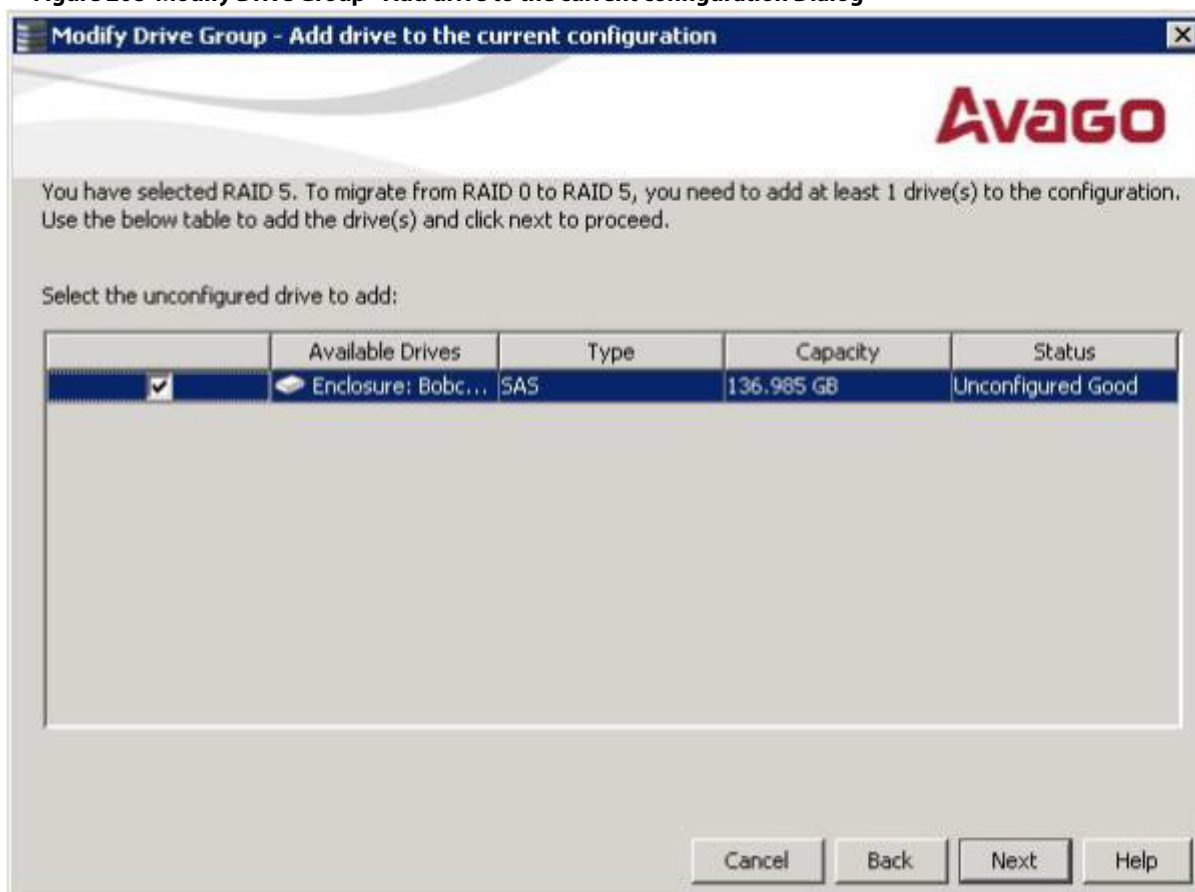 Modify Drive Group - Add drive to the current configuration
Avago
You have selected RAID 5. To migrate from RAID 0 to RAID 5, you need to add at least 1 drive(s) to the configuration.
Use the below table to add the drive(s) and click next to proceed.
Select the unconfigured drive to add:
Available Drives Type Capacity Status
Enclosure: Bobc... SAS 136.985 GB Unconfigured Good
Cancel Back Next Help